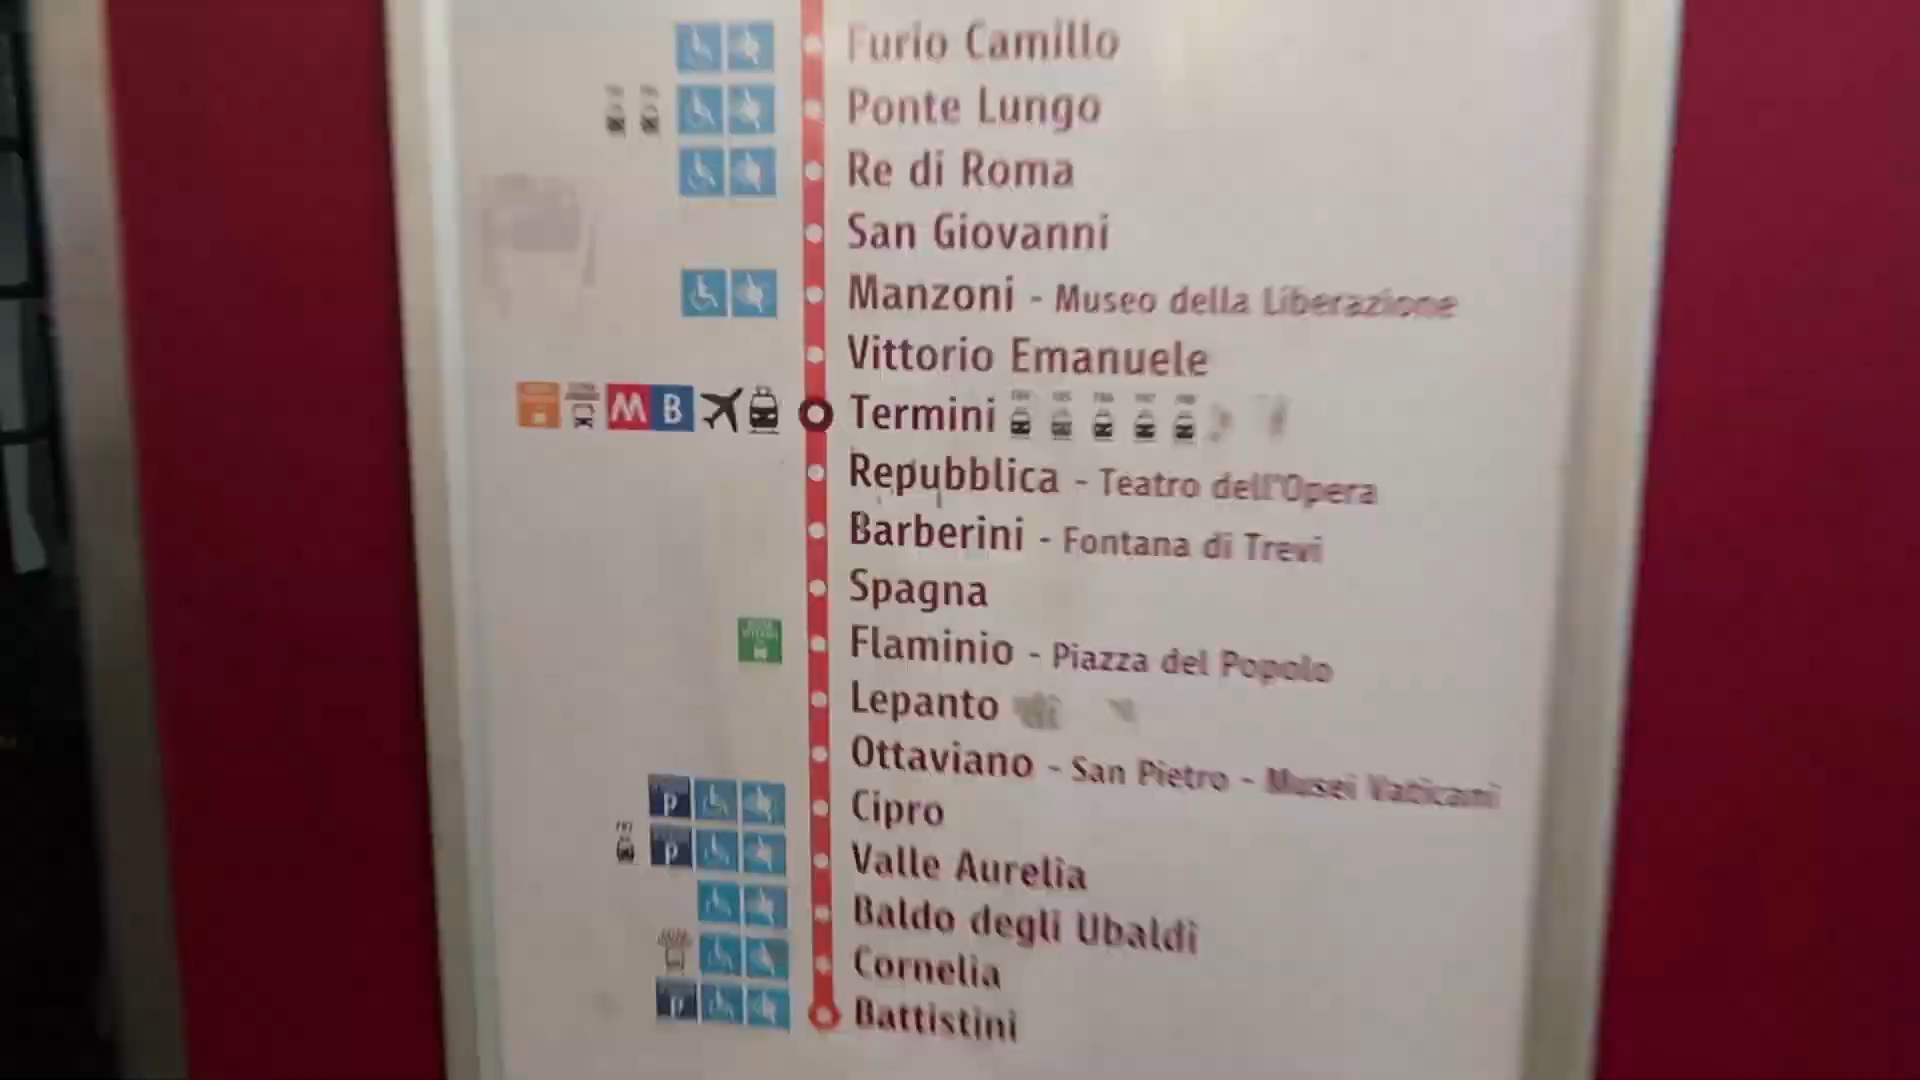 Furio Camillo
Ponte Lungo
Re di Roma
San Giovanni
Manzoni - Museo della Liberazione
Vittorio Emanuele
M B Termini
Repubblica - Teatro dell'Opera
Barberini - Fontana di Trevi
Spagna
Flaminio - Piazza del Popolo
Lepanto
Ottaviano - San Pietro - Musei Vaticani
P Cipro
P Valle Aurelia
Baldo degli Ubaldi
Cornelia
P Battistini